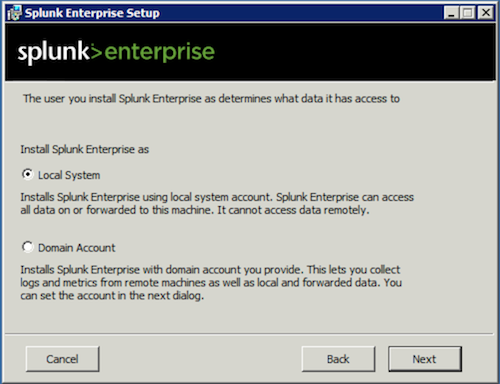 Splunk Enterprise Setup
splunk>enterprise
The user you install Splunk Enterprise as determines what data it has access to
Install Splunk Enterprise as
Local System
Installs Splunk Enterprise using local system account. Splunk Enterprise can access
all data on or forwarded to this machine. It cannot access data remotely.
Domain Account
Installs Splunk Enterprise with domain account you provide. This lets you collect
logs and metrics from remote machines as well as local and forwarded data. You
can set the account in the next dialog.
Cancel
Back
Next